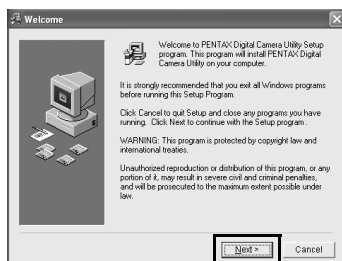 Welcome
Welcome to PENTAX Digital Camera Utility Setup
program. This program will install PENTAX Digital
Camera Utility on your computer.
It is strongly recommended that you exit all Windows programs
before running this Setup Program.
Click Cancel to quit Setup and close any programs you have
running. Click Next to continue with the Setup program.
WARNING: This program is protected by copyright law and
international treaties.
Unauthorized reproduction or distribution of this program, or any
portion of it, may result in severe civil and criminal penalties,
and will be prosecuted to the maximum extent possible under
law.
Next >
Cancel